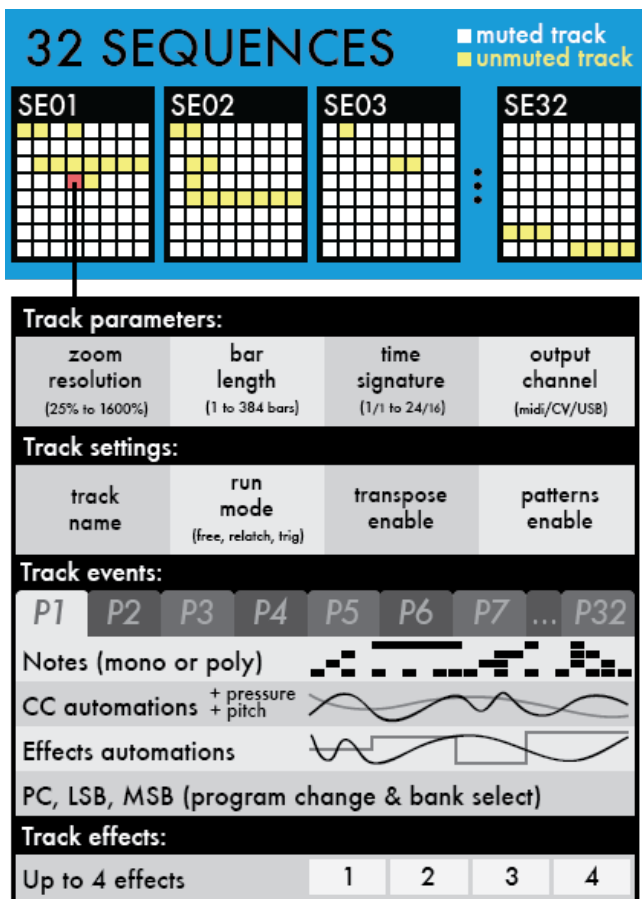 32 SEQUENCES
muted track
unmuted track
SE01 SE02 SE03 SE32
Track parameters:
zoom resolution (25% to 1600%)
bar length (1 to 384 bars)
time signature (1/1 to 24/16)
output channel (midi/CV/USB)
Track settings:
track name
run mode (free, relatch, trig)
transpose enable
patterns enable
Track events:
P1 P2 P3 P4 P5 P6 P7 ... P32
Notes (mono or poly)
CC automations + pressure + pitch
Effects automations
PC, LSB, MSB (program change & bank select)
Track effects:
Up to 4 effects 1 2 3 4